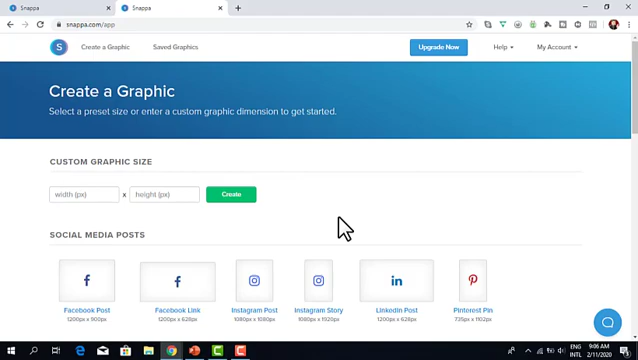 Snappa
Snappa
snappa.com/app
S
Create a Graphic
Saved Graphics
Upgrade Now
Help
My Account
Create a Graphic
Select a preset size or enter a custom graphic dimension to get started.
CUSTOM GRAPHIC SIZE
width (px)
x
height (px)
Create
SOCIAL MEDIA POSTS
Facebook Post
Facebook Link
Instagram Post
Instagram Story
LinkedIn Post
Pinterest Pin
1200px x 900px
1200px x 628px
1080px x 1080px
1080px x 1920px
1200px x 628px
735px x 1102px
ENG
9:06 AM
INTL
2/11/2020